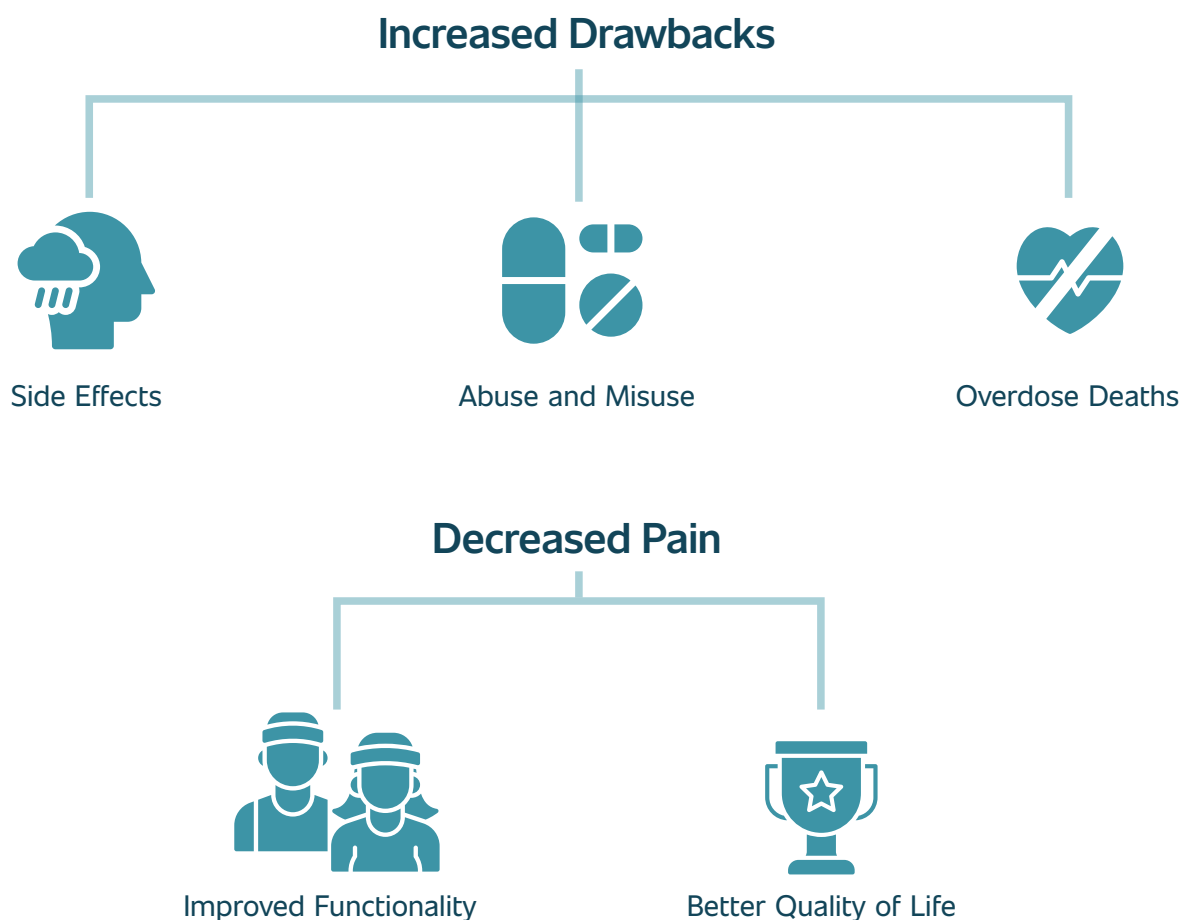 Increased Drawbacks
Side Effects
Abuse and Misuse
Overdose Deaths
Decreased Pain
Improved Functionality
Better Quality of Life